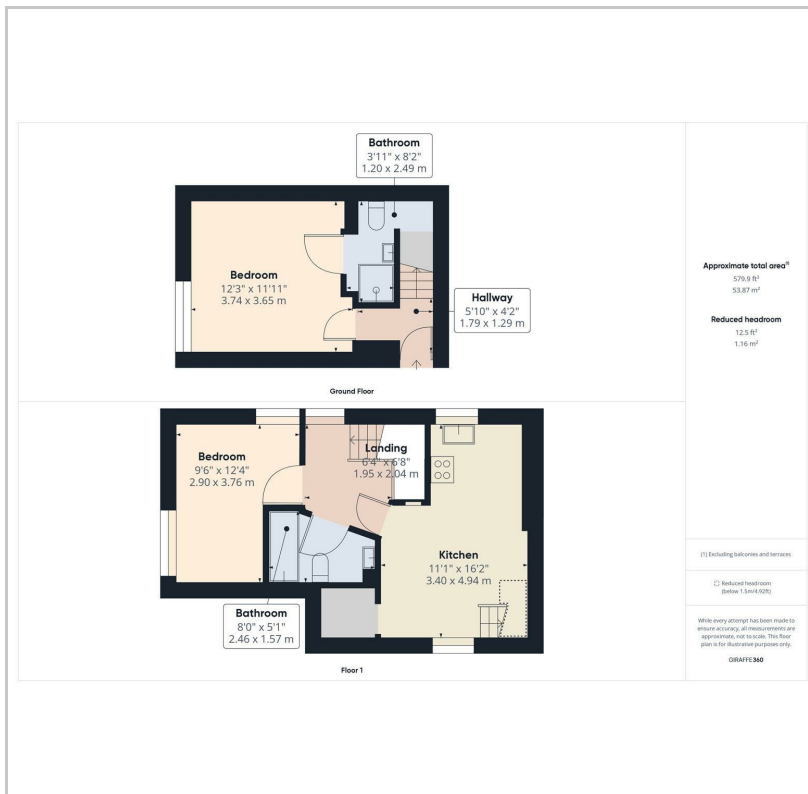 Bathroom
3'11" x 8'2"
1.20 x 2.49 m
Bedroom
12'3" x 11'11"
3.74 x 3.65 m
Hallway
5'10" x 4'2"
1.79 x 1.29 m
Ground Floor
Bedroom
9'6" x 12'4"
2.90 x 3.76 m
Landing
6'4" x 6'8"
1.95 x 2.04 m
Kitchen
11'1" x 16'2"
3.40 x 4.94 m
Bathroom
8'0" x 5'1"
2.46 x 1.57 m
Floor 1
Approximate total area⁽¹⁾
579.9 ft²
53.87 m²
Reduced headroom
12.5 ft²
1.16 m²
(1) Excluding balconies and terraces
Reduced headroom
(below 1.5m/4.92ft)
While every attempt has been made to
ensure accuracy, all measurements are
approximate, not to scale. This floor
plan is for illustrative purposes only.
GIRAFFE360